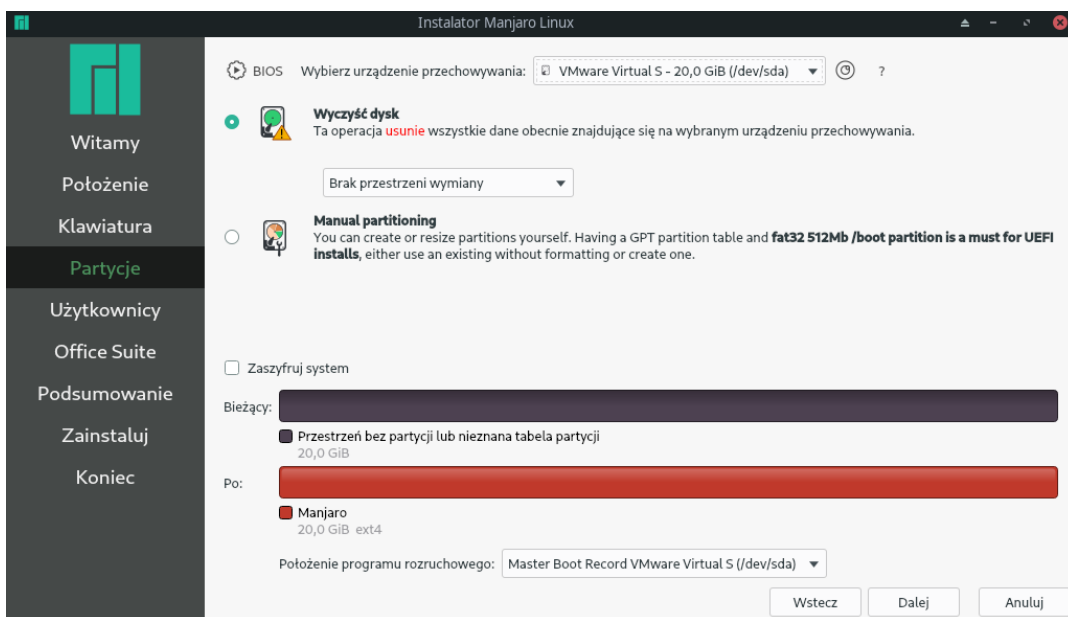 Instalator Manjaro Linux
Witamy
Położenie
Klawiatura
Partycje
Użytkownicy
Office Suite
Podsumowanie
Zainstaluj
Koniec
BIOS Wybierz urządzenie przechowywania: VMware Virtual S - 20,0 GiB (/dev/sda) ?
Wyczyść dysk
Ta operacja usunie wszystkie dane obecnie znajdujące się na wybranym urządzeniu przechowywania.
Brak przestrzeni wymiany
Manual partitioning
You can create or resize partitions yourself. Having a GPT partition table and fat32 512Mb /boot partition is a must for UEFI
installs, either use an existing without formatting or create one.
Zaszyfruj system
Bieżący:
Przestrzeń bez partycji lub nieznana tabela partycji
20,0 GiB
Po:
Manjaro
20,0 GiB ext4
Położenie programu rozruchowego: Master Boot Record VMware Virtual S (/dev/sda)
Wstecz Dalej Anuluj